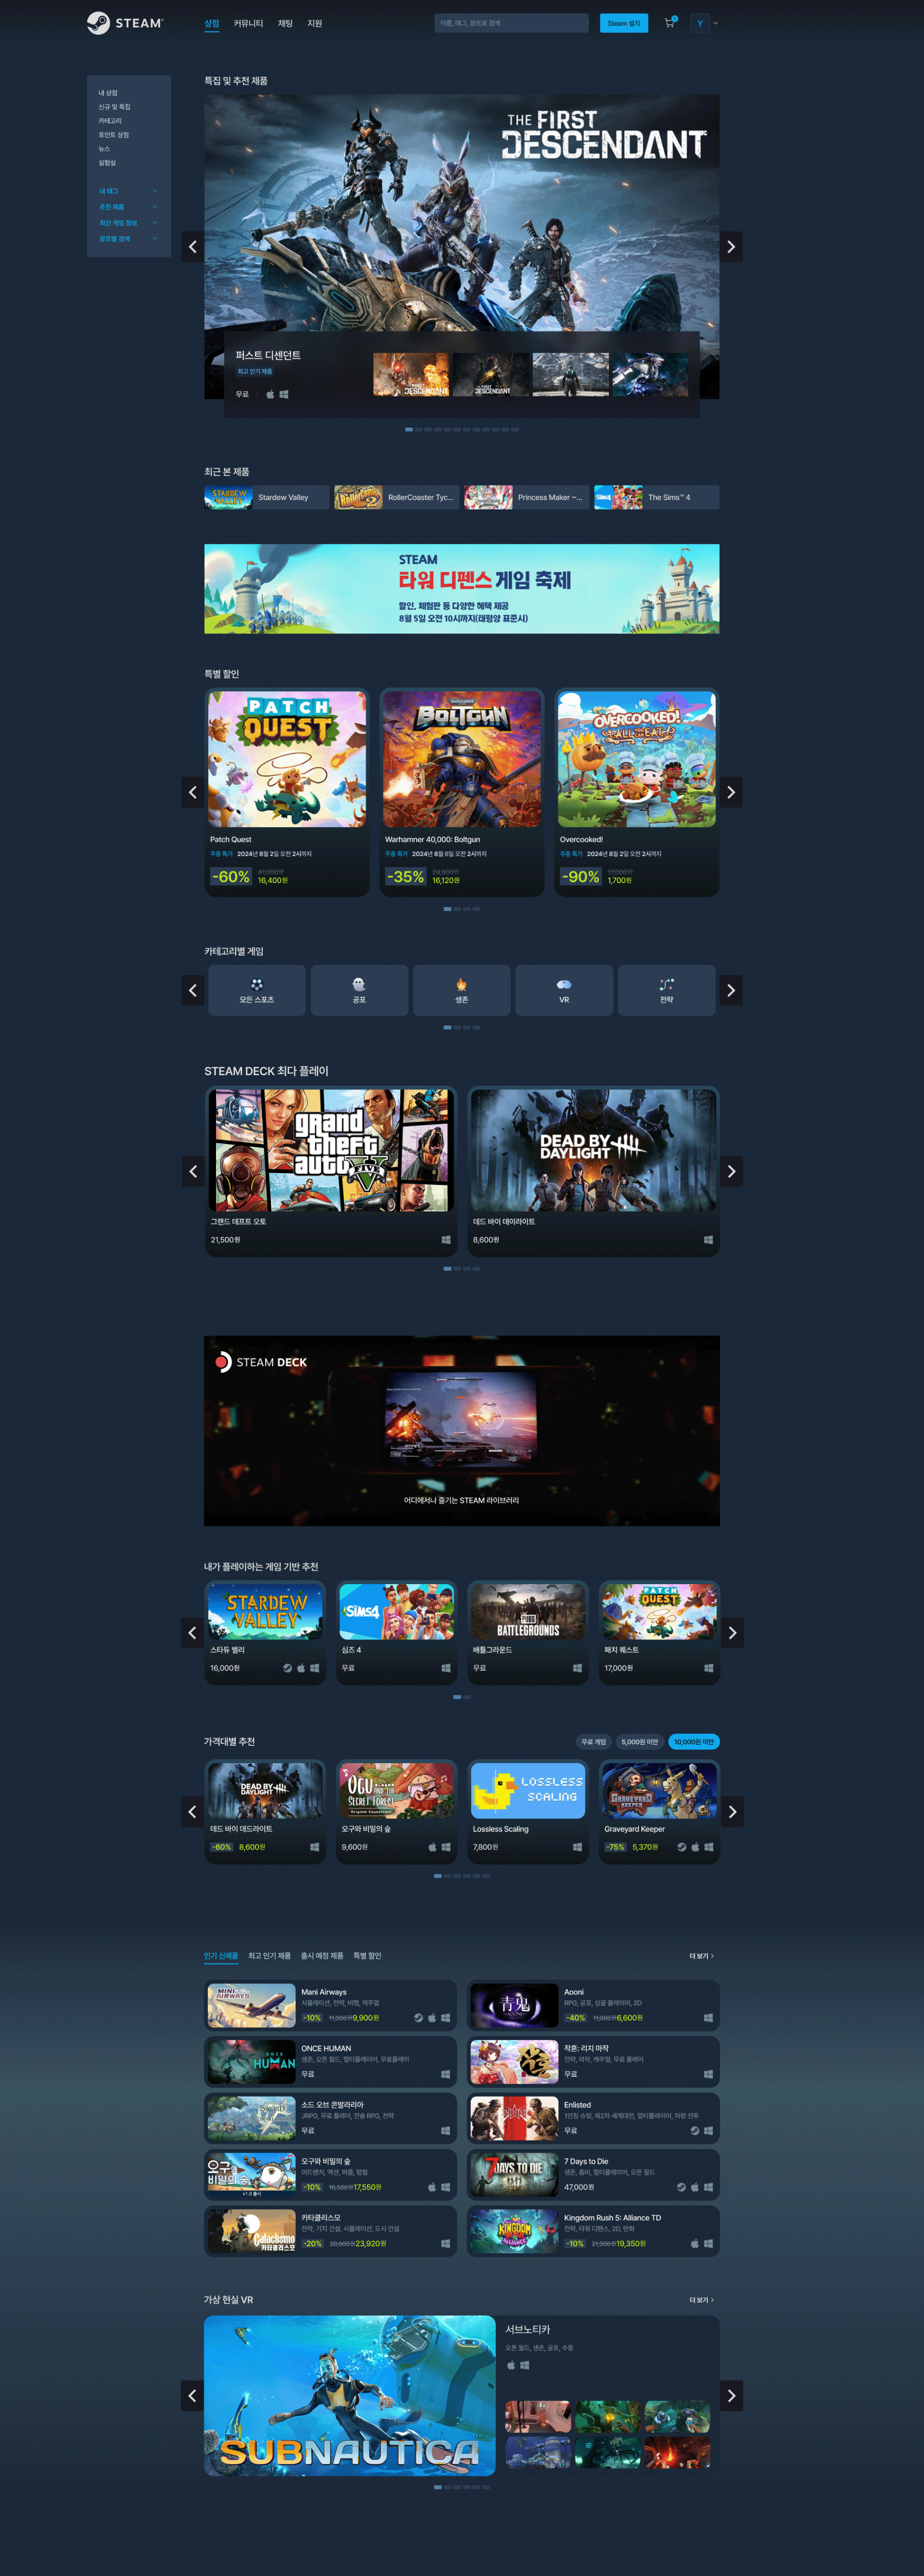 STEAM
상점
커뮤니티
채팅
지원
이름, 태그, 장르로 검색
Steam 설치
Y
내 상점
신규 및 특집
카테고리
포인트 상점
뉴스
실험실
내 태그
추천 제품
최신 게임 정보
장르별 검색
특집 및 추천 제품
THE FIRST
DESCENDANT
퍼스트 디센던트
최고 인기 제품
무료
최근 본 제품
Stardew Valley
RollerCoaster Tyc...
Princess Maker ~...
The Sims™ 4
STEAM
타워 디펜스 게임 축제
할인, 체험판 등 다양한 혜택 제공
8월 5일 오전 10시까지(태평양 표준시)
특별 할인
PATCH
QUEST
BOLTGUN
OVERCOOKED!
ALL YOU CAN EAT
Patch Quest
주중 특가 2024년 8월 2일 오전 2시까지
-60%
41,000원
16,400원
Warhamner 40,000: Boltgun
주중 특가 2024년 8월 6일 오전 2시까지
-35%
24,800원
16,120원
Overcooked!
주중 특가 2024년 8월 2일 오전 2시까지
-90%
17,000원
1,700원
카테고리별 게임
모든 스포츠
공포
생존
VR
전략
STEAM DECK 최다 플레이
grand
theft
auto V
FIVE
DEAD BY
DAYLIGHT
그랜드 데프트 오토
21,500원
데드 바이 데이라이트
8,600원
STEAM DECK
어디에서나 즐기는 STEAM 라이브러리
내가 플레이하는 게임 기반 추천
STARDEW
VALLEY
SIMS4
PUBG
BATTLEGROUNDS
PATCH
QUEST
스타듀 밸리
16,000원
심즈 4
무료
배틀그라운드
무료
패치 퀘스트
17,000원
가격대별 추천
무료 게임
5,000원 미만
10,000원 미만
DEAD BY
DAYLIGHT
OGU AND THE
SECRET FOREST
Original Soundtrack
LOSSLESS
SCALING
GRAVEYARD
KEEPER
데드 바이 데드라이트
-60% 8,600원
오구와 비밀의 숲
9,600원
Lossless Scaling
7,800원
Graveyard Keeper
-75% 5,370원
인기 신제품
최고 인기 제품
출시 예정 제품
특별 할인
더 보기
MINI
AIRWAYS
Mani Airways
시뮬레이션, 전략, 비행, 캐주얼
-10% 11,000원9,900원
青鬼
AOONI
Aooni
RPG, 공포, 싱글 플레이어, 2D
-40% 11,000원6,600원
ONCE
HUMAN
ONCE HUMAN
생존, 오픈 월드, 멀티플레이어, 무료플레이
무료
작혼: 리치 마작
전략, 마작, 캐주얼, 무료 플레이
무료
소드 오브 콘발라리아
JRPG, 무료 플레이, 전술 RPG, 전략
무료
Enlisted
1인칭 슈팅, 제2차 세계대전, 멀티플레이어, 차량 전투
무료
오구와
비밀의 숲
v1.0 출시
오구와 비밀의 숲
어드벤처, 액션, 퍼즐, 탐험
-10% 19,500원17,550원
7 DAYS TO DIE
7 Days to Die
생존, 좀비, 멀티플레이어, 오픈 월드
47,000원
Cataclismo
카타클리스모
카타클리스모
전략, 기지 건설, 시뮬레이션, 도시 건설
-20% 29,900원23,920원
KINGDOM
RUSH
ALLIANCE
Kingdom Rush 5: Alliance TD
전략, 타워 디펜스, 2D, 만화
-10% 21,500원19,350원
가상 현실 VR
더 보기
SUBNAUTICA
서브노티카
오픈 월드, 생존, 공포, 수중